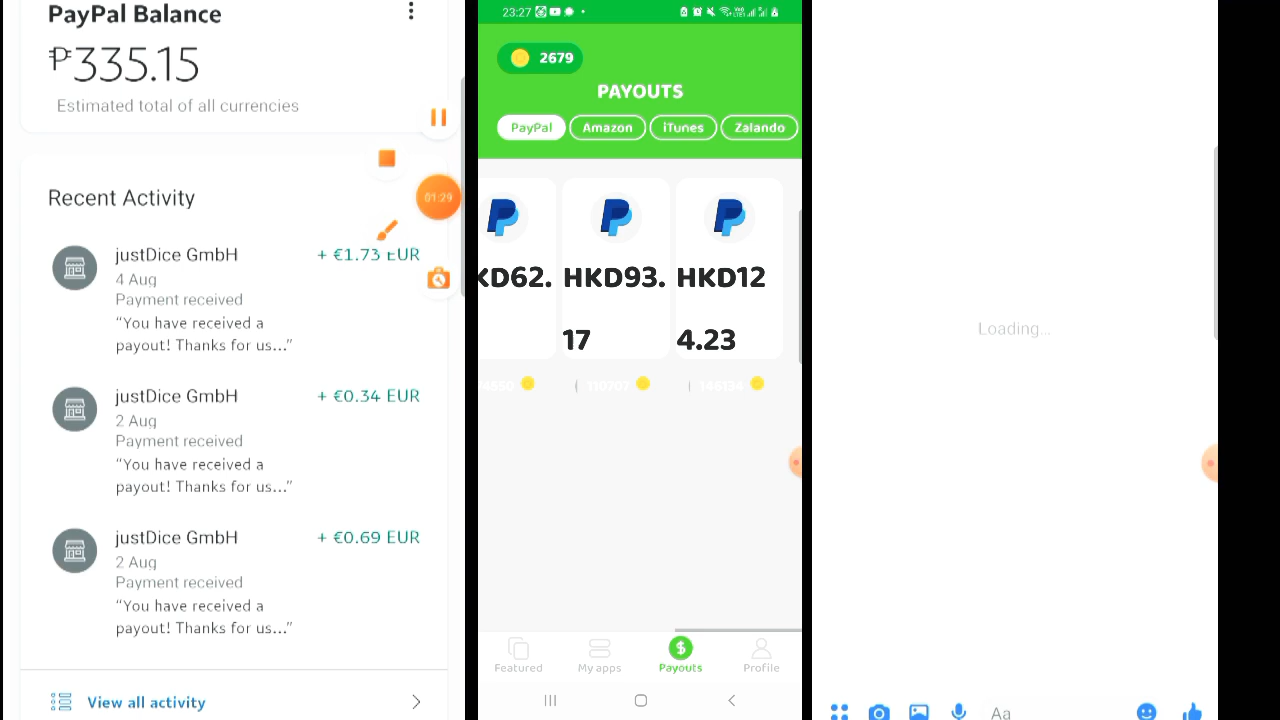 PayPal Balance
₱335.15
Estimated total of all currencies
01:29
Recent Activity
justDice GmbH
+ €1.73 EUR
4 Aug
Payment received
“You have received a
payout! Thanks for us...”
justDice GmbH
+ €0.34 EUR
2 Aug
Payment received
“You have received a
payout! Thanks for us...”
justDice GmbH
+ €0.69 EUR
2 Aug
Payment received
“You have received a
payout! Thanks for us...”
View all activity
23:27
2679
PAYOUTS
PayPal Amazon iTunes Zalando
KD62. HKD93. HKD12
17 4.23
110707 146134
Featured My apps Payouts Profile
Loading...
Aa